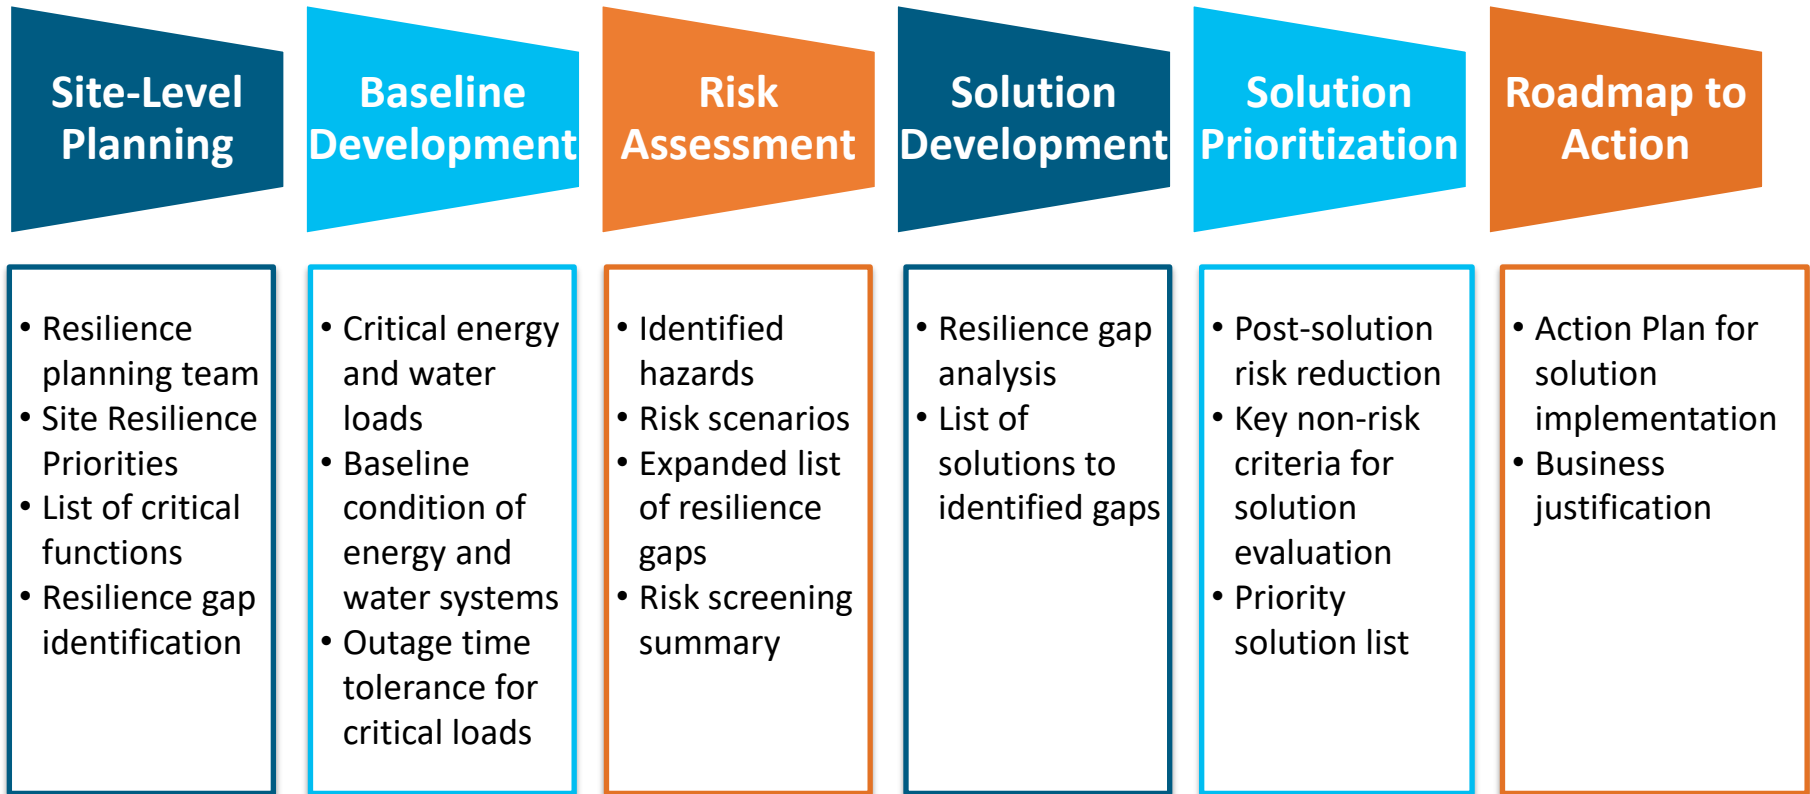 Site-Level
Planning
Baseline
Development
Risk
Assessment
Solution
Development
Solution
Prioritization
Roadmap to
Action
• Resilience
planning team
• Site Resilience
Priorities
• List of critical
functions
• Resilience gap
identification
• Critical energy
and water
loads
• Baseline
condition of
energy and
water systems
• Outage time
tolerance for
critical loads
• Identified
hazards
• Risk scenarios
• Expanded list
of resilience
gaps
• Risk screening
summary
• Resilience gap
analysis
• List of
solutions to
identified gaps
• Post-solution
risk reduction
• Key non-risk
criteria for
solution
evaluation
• Priority
solution list
• Action Plan for
solution
implementation
• Business
justification